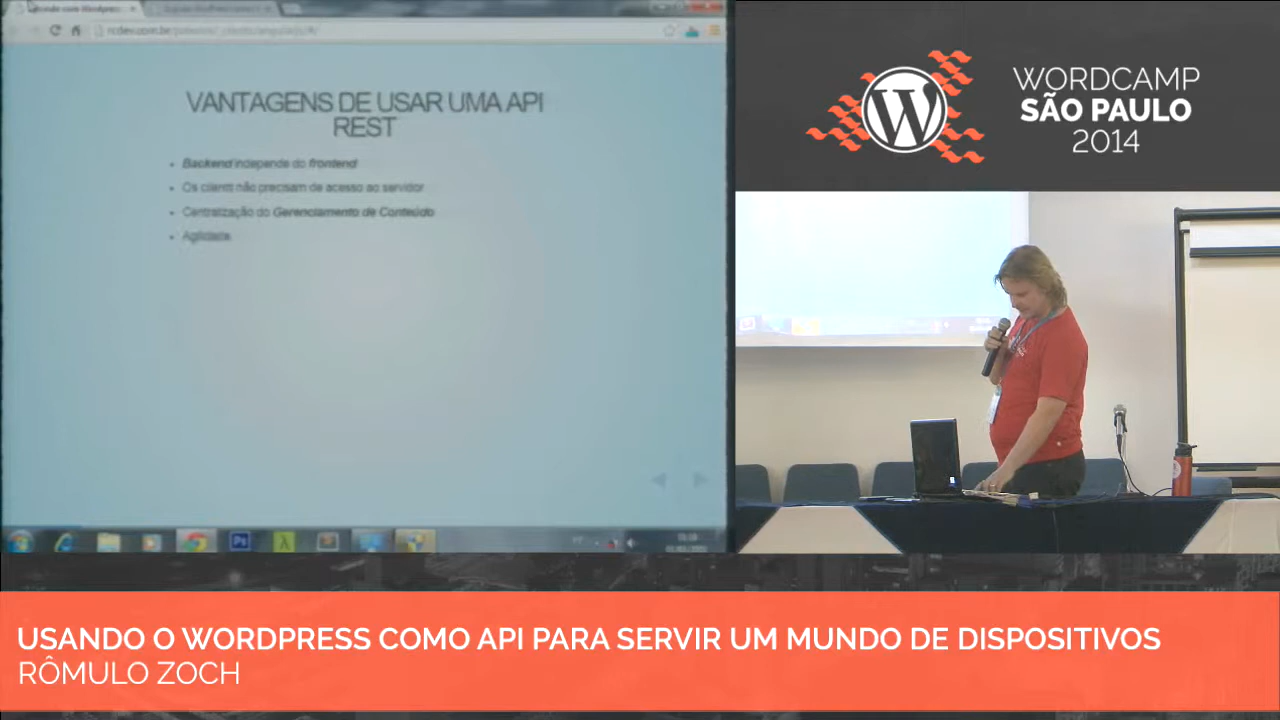 VANTAGENS DE USAR UMA API
REST
Backend independe do frontend
Os clientt não precisam de acesso ao servidor
Centralização do Gerenciamento de Conteúdo
Agilidade
WORDCAMP
SÃO PAULO
2014
USANDO O WORDPRESS COMO API PARA SERVIR UM MUNDO DE DISPOSITIVOS
RÔMULO ZOCH